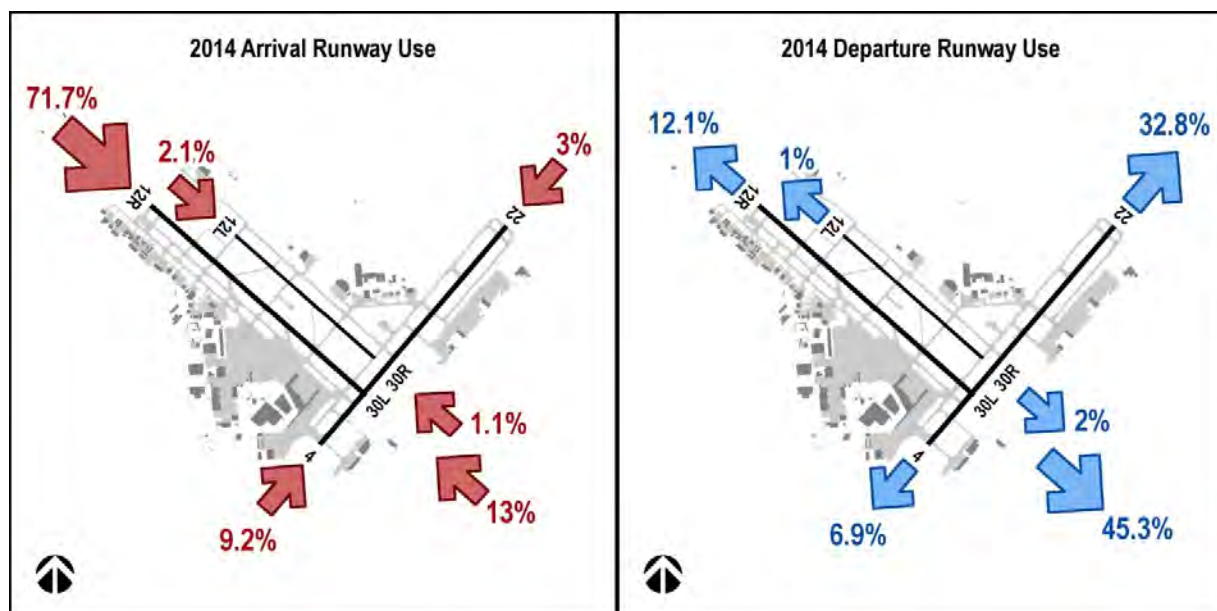 2014 Arrival Runway Use
71.7%
2.1%
3%
12R
12L
22
30L 30R
4
1.1%
13%
9.2%
2014 Departure Runway Use
12.1%
1%
32.8%
12R
12L
22
30L 30R
4
2%
6.9%
45.3%